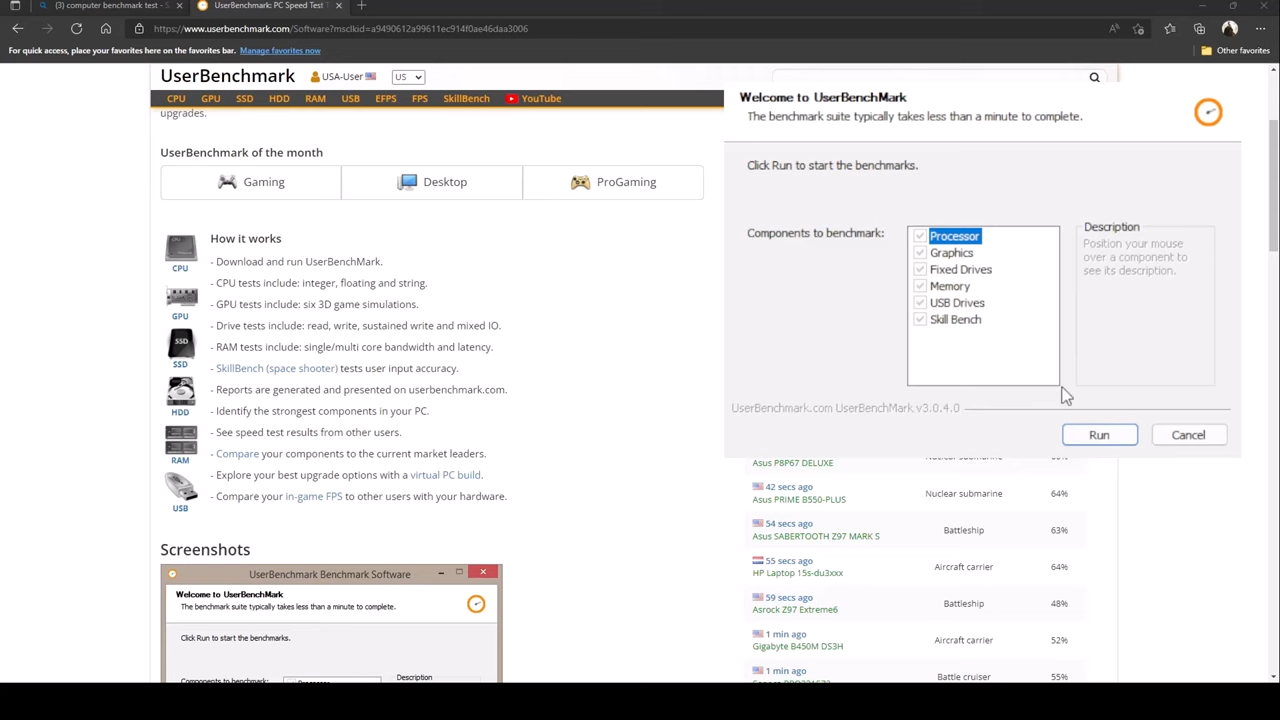 (3) computer benchmark test - S
UserBenchmark: PC Speed Test T
https://www.userbenchmark.com/Software?msclkid=a9490612a99611ec914f0ae46daa3006
For quick access, place your favorites here on the favorites bar. Manage favorites now
Other favorites
UserBenchmark
USA-User
US
CPU GPU SSD HDD RAM USB EFPS FPS SkillBench YouTube
upgrades.
UserBenchmark of the month
Gaming
Desktop
ProGaming
How it works
CPU
- Download and run UserBenchMark.
- CPU tests include: integer, floating and string.
GPU
- GPU tests include: six 3D game simulations.
- Drive tests include: read, write, sustained write and mixed IO.
SSD
- RAM tests include: single/multi core bandwidth and latency.
- SkillBench (space shooter) tests user input accuracy.
HDD
- Reports are generated and presented on userbenchmark.com.
- Identify the strongest components in your PC.
RAM
- See speed test results from other users.
- Compare your components to the current market leaders.
USB
- Explore your best upgrade options with a virtual PC build.
- Compare your in-game FPS to other users with your hardware.
Screenshots
UserBenchmark Benchmark Software
Welcome to UserBenchMark
The benchmark suite typically takes less than a minute to complete.
Click Run to start the benchmarks.
Components to benchmark:
Processor
Description
Welcome to UserBenchMark
The benchmark suite typically takes less than a minute to complete.
Click Run to start the benchmarks.
Components to benchmark:
Processor
Graphics
Fixed Drives
Memory
USB Drives
Skill Bench
Description
Position your mouse
over a component to
see its description.
UserBenchmark.com UserBenchMark v3.0.4.0
Run
Cancel
Asus P8P67 DELUXE
Nuclear submarine
42 secs ago
Asus PRIME B550-PLUS
Nuclear submarine
64%
54 secs ago
Asus SABERTOOTH Z97 MARK S
Battleship
63%
55 secs ago
HP Laptop 15s-du3xxx
Aircraft carrier
64%
59 secs ago
Asrock Z97 Extreme6
Battleship
48%
1 min ago
Gigabyte B450M DS3H
Aircraft carrier
52%
1 min ago
Battle cruiser
55%